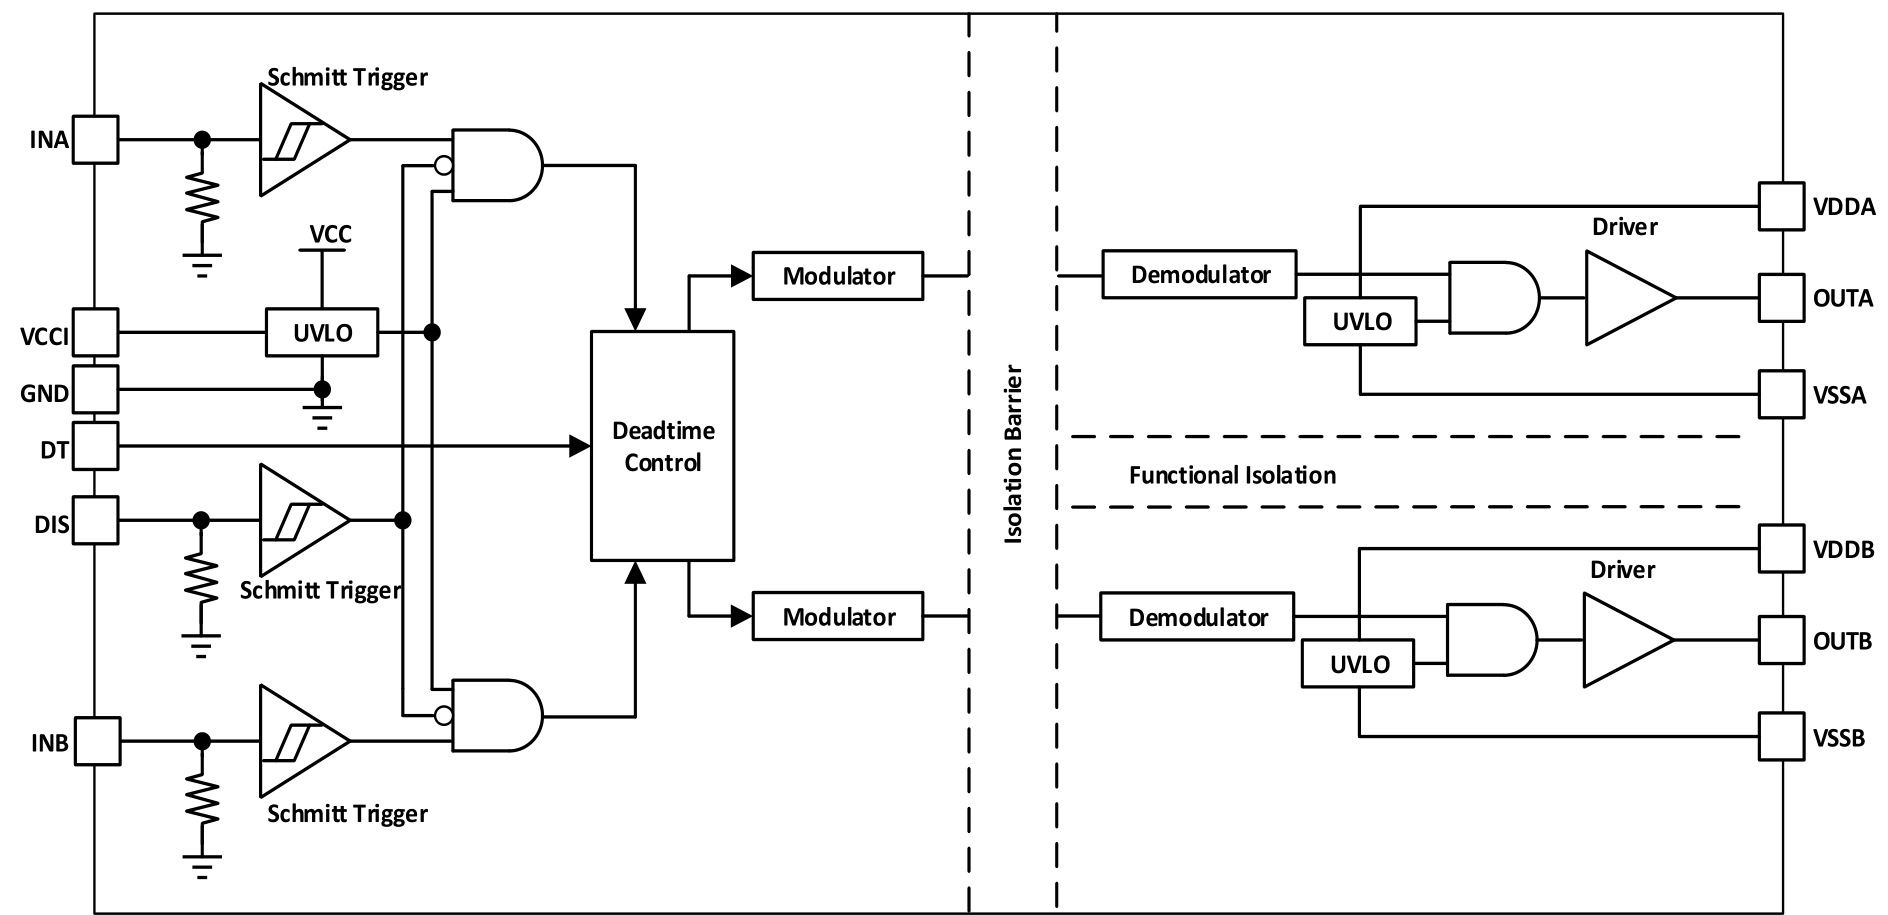 Schmitt Trigger
INA
VCC
VCCI
UVLO
GND
DT
DIS
Schmitt Trigger
INB
Schmitt Trigger
Deadtime
Control
Modulator
Modulator
Isolation Barrier
Demodulator
UVLO
Driver
VDDA
OUTA
VSSA
Functional Isolation
Demodulator
UVLO
Driver
VDDB
OUTB
VSSB